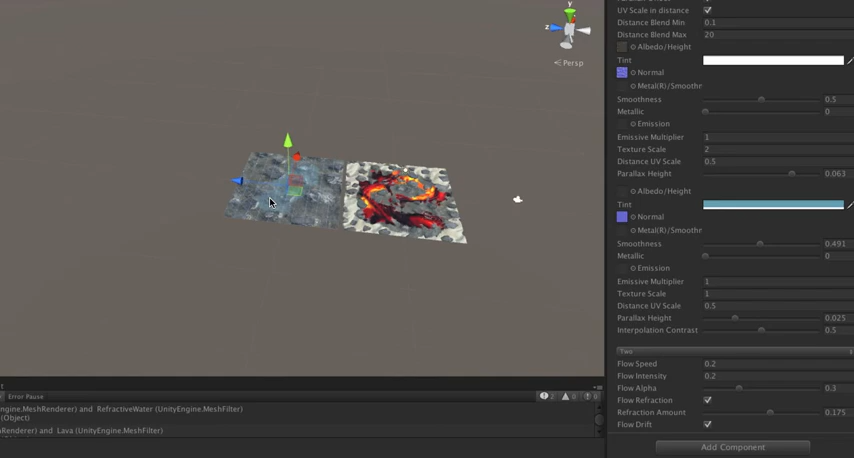 y
z
Persp
UV Scale in distance
Distance Blend Min 0.1
Distance Blend Max 20
Albedo/Height
Tint
Normal
Metal(R)/Smoothn
Smoothness 0.5
Metallic 0
Emission
Emissive Multiplier 1
Texture Scale 2
Distance UV Scale 0.5
Parallax Height 0.063
Albedo/Height
Tint
Normal
Metal(R)/Smoothn
Smoothness 0.491
Metallic 0
Emission
Emissive Multiplier 1
Texture Scale 1
Distance UV Scale 0.5
Parallax Height 0.025
Interpolation Contrast 0.5
Two
Flow Speed 0.2
Flow Intensity 0.2
Flow Alpha 0.3
Flow Refraction
Refraction Amount 0.175
Flow Drift
Add Component
Error Pause
ngine.MeshRenderer) and RefractiveWater (UnityEngine.MeshFilter)
(Object)
Renderer) and Lava (UnityEngine.MeshFilter)